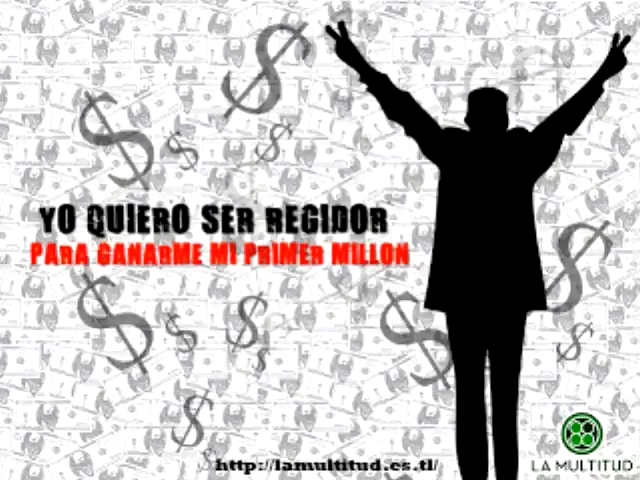 YO QUIERO SER REGIDOR
PARA GANARME MI PRIMER MILLON
http://lamultitud.es.tl/
LA MULTITUD